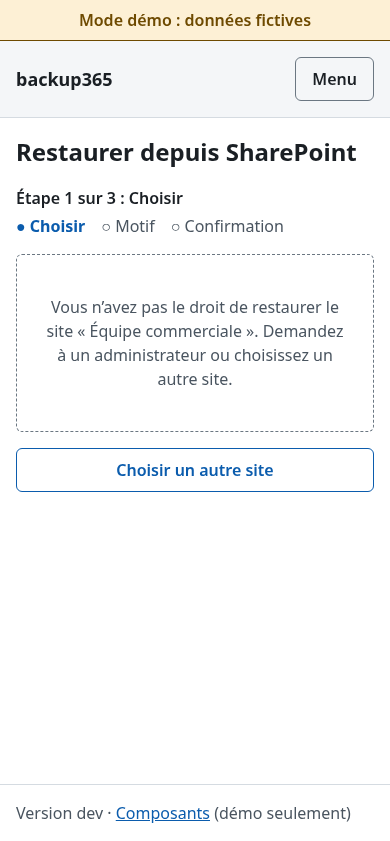 Mode démo : données fictives
backup365
Menu
Restaurer depuis SharePoint
Étape 1 sur 3 : Choisir
● Choisir ○ Motif ○ Confirmation
Vous n’avez pas le droit de restaurer le
site « Équipe commerciale ». Demandez
à un administrateur ou choisissez un
autre site.
Choisir un autre site
Version dev · Composants (démo seulement)